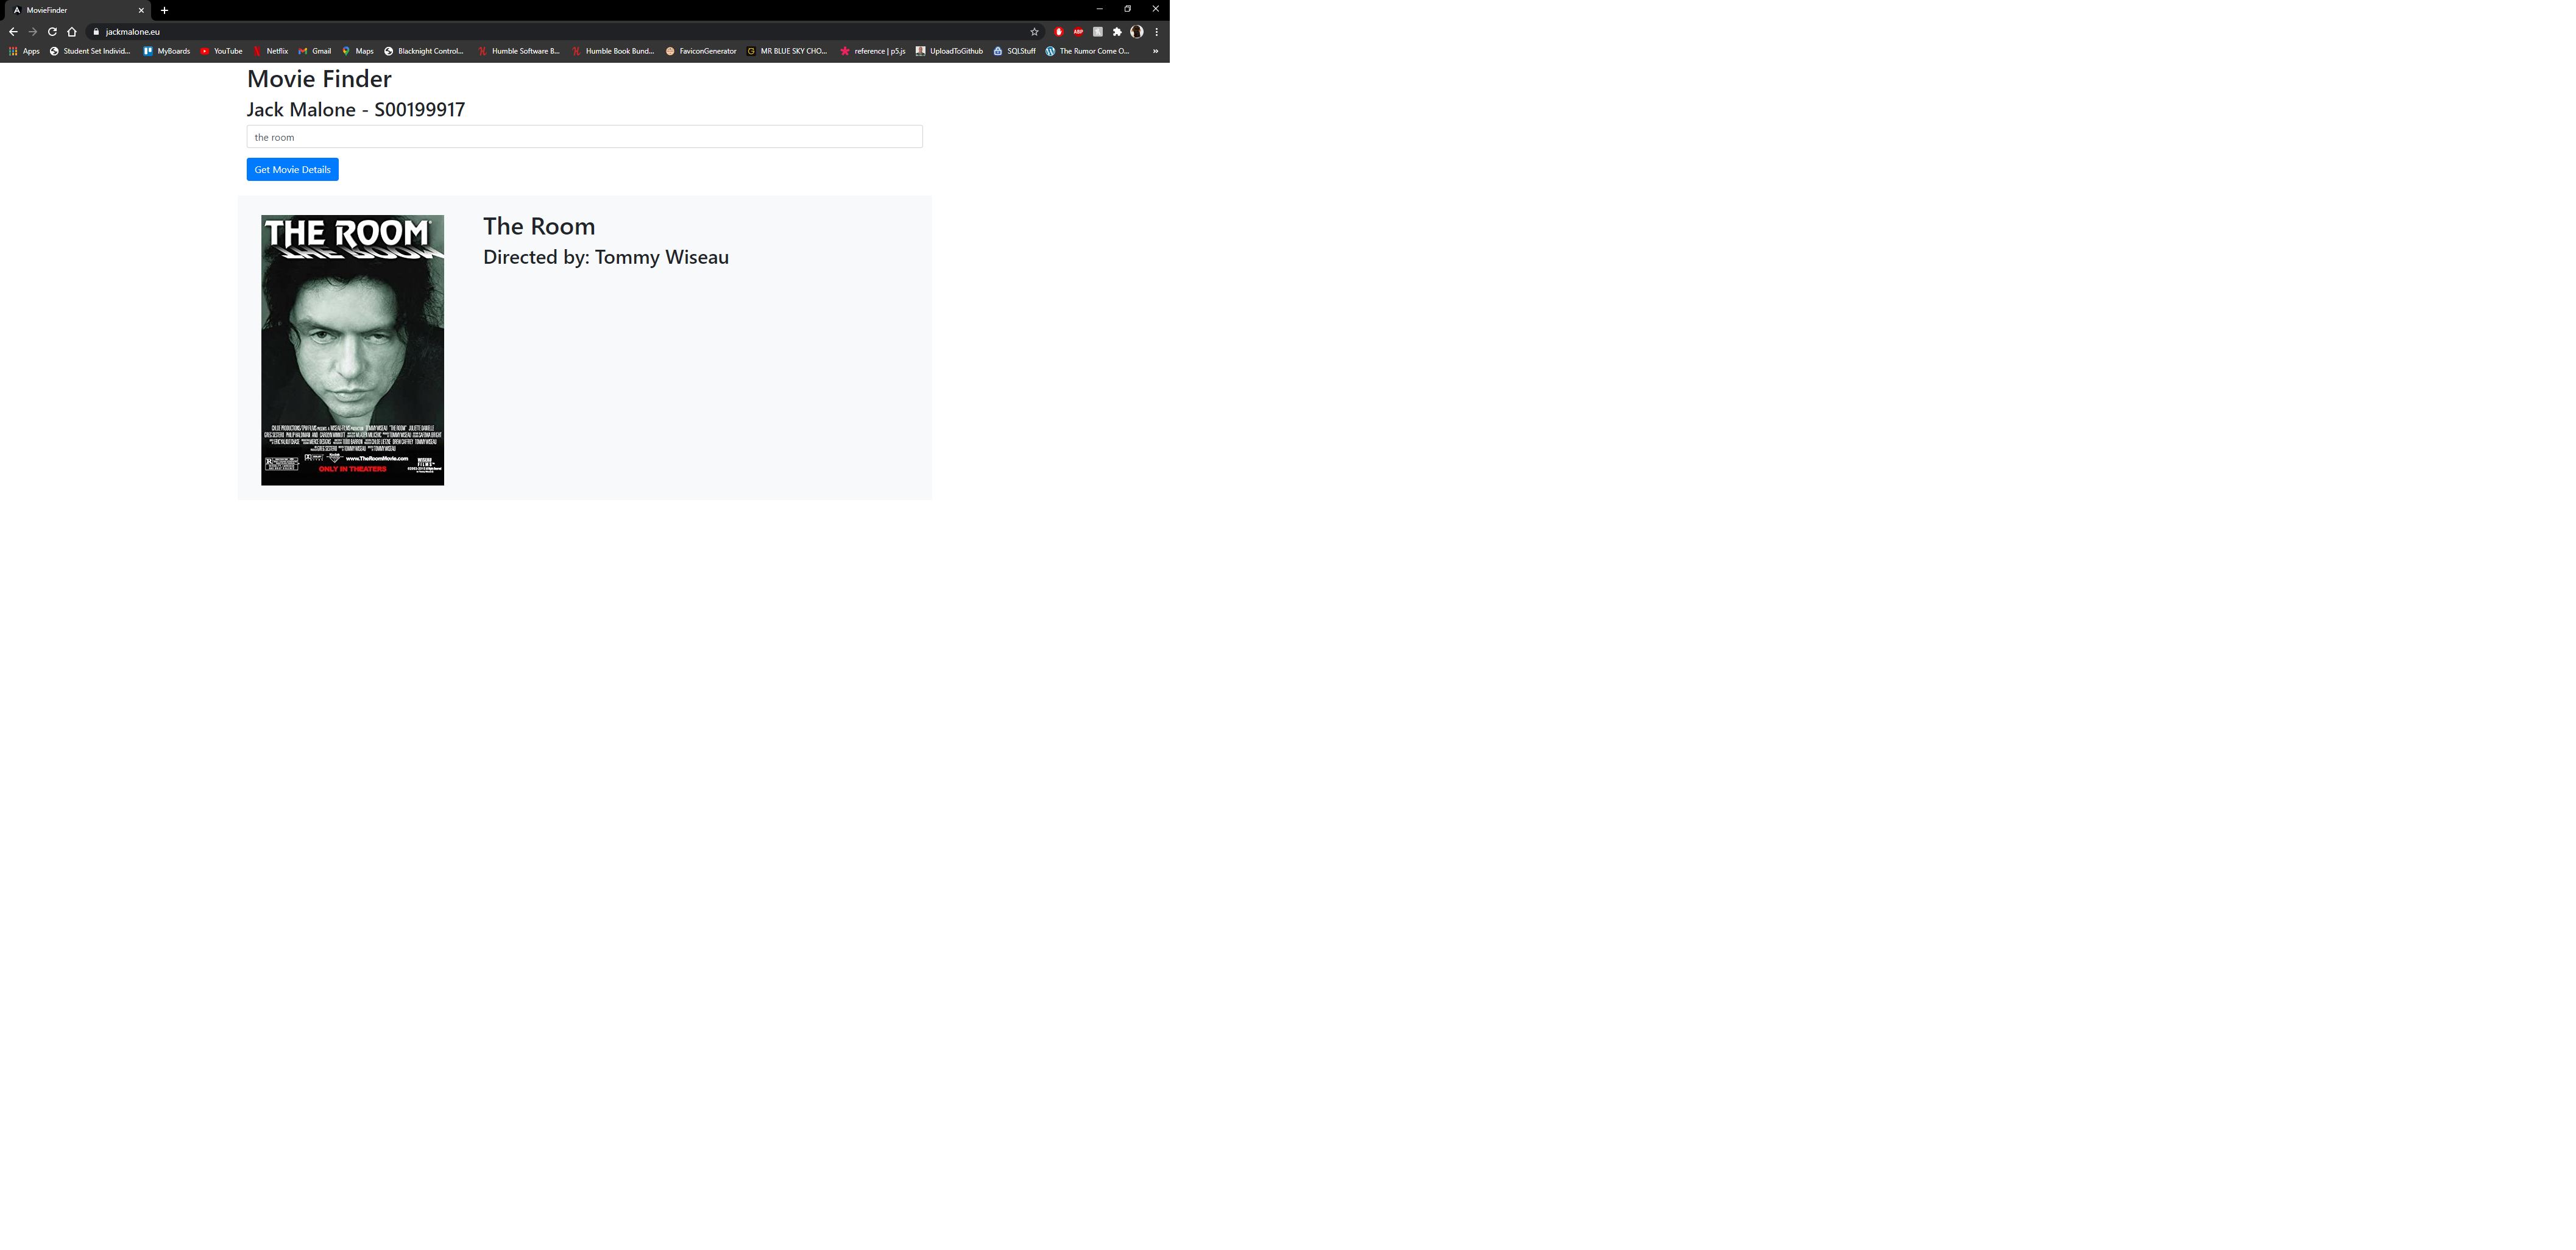 MovieFinder
jackmalone.eu
Apps Student Set Individ... MyBoards YouTube Netflix Gmail Maps Blacknight Control... Humble Software B... Humble Book Bund... FaviconGenerator MR BLUE SKY CHO... reference | p5.js UploadToGithub SQLStuff The Rumor Come O... »
Movie Finder
Jack Malone - S00199917
the room
Get Movie Details
THE ROOM
The Room
Directed by: Tommy Wiseau
www.TheRoomMovie.com
ONLY IN THEATERS